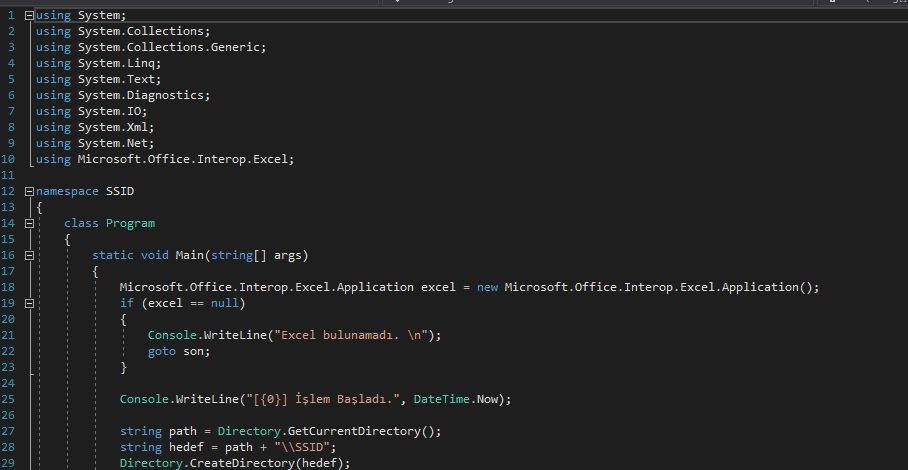 1 using System;
2 using System.Collections;
3 using System.Collections.Generic;
4 using System.Linq;
5 using System.Text;
6 using System.Diagnostics;
7 using System.IO;
8 using System.Xml;
9 using System.Net;
10 using Microsoft.Office.Interop.Excel;
11
12 namespace SSID
13 {
14 class Program
15 {
16 static void Main(string[] args)
17 {
18 Microsoft.Office.Interop.Excel.Application excel = new Microsoft.Office.Interop.Excel.Application();
19 if (excel == null)
20 {
21 Console.WriteLine("Excel bulunamadı. \n");
22 goto son;
23 }
24
25 Console.WriteLine("[{0}] İşlem Başladı.", DateTime.Now);
26
27 string path = Directory.GetCurrentDirectory();
28 string hedef = path + "\\SSID";
29 Directory.CreateDirectory(hedef);